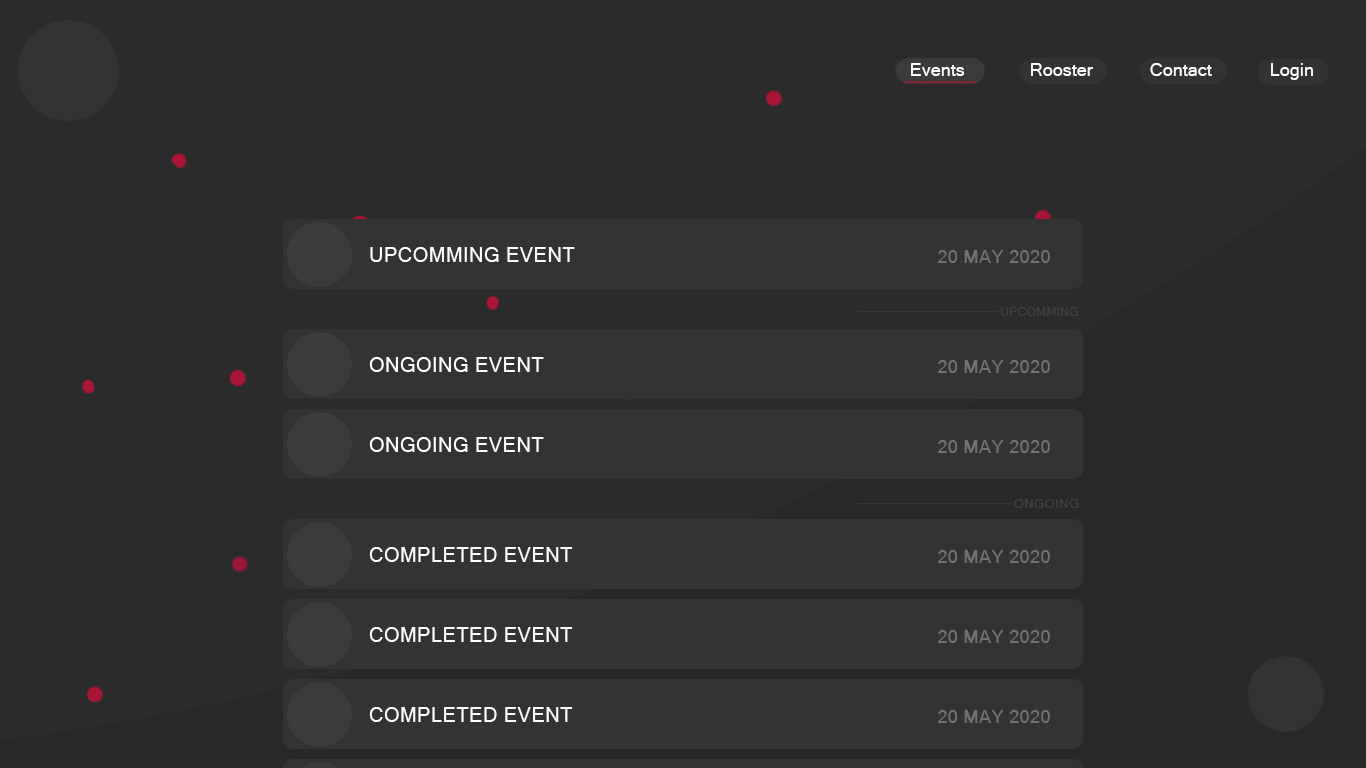 Events Rooster Contact Login
UPCOMMING EVENT 20 MAY 2020
UPCOMMING
ONGOING EVENT 20 MAY 2020
ONGOING EVENT 20 MAY 2020
ONGOING
COMPLETED EVENT 20 MAY 2020
COMPLETED EVENT 20 MAY 2020
COMPLETED EVENT 20 MAY 2020